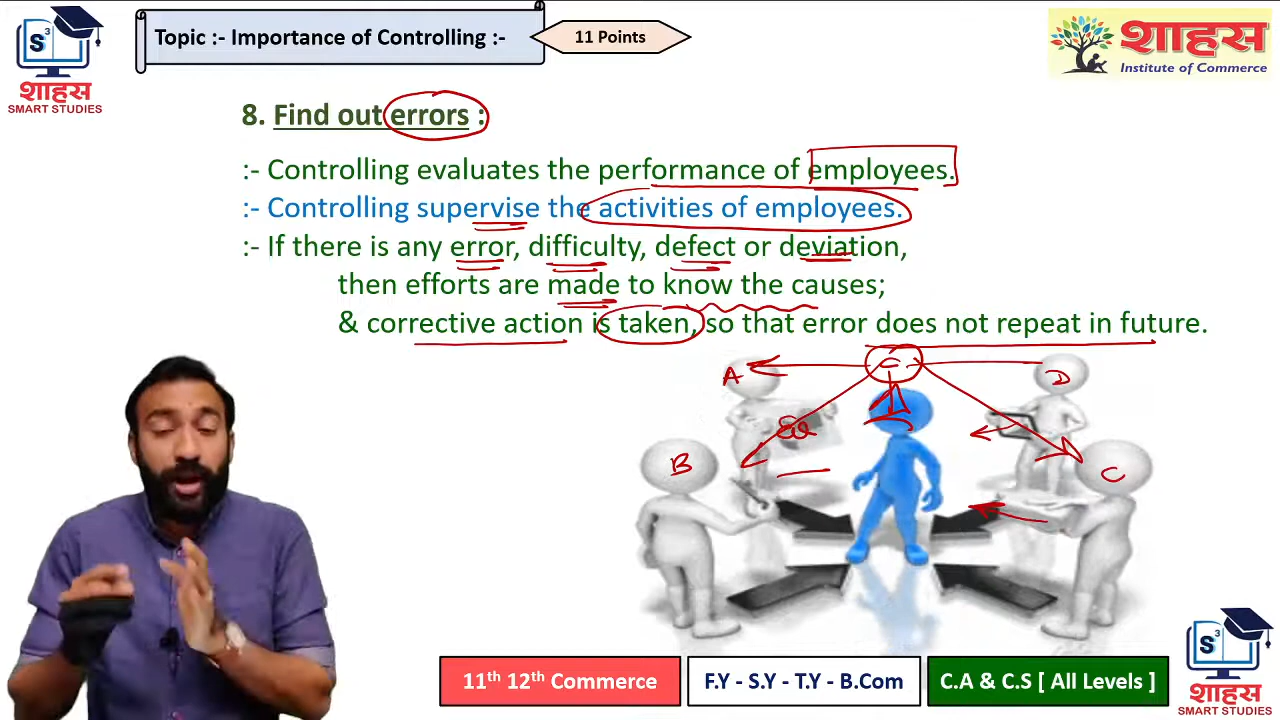 S³
शाहस
SMART STUDIES
Topic :- Importance of Controlling :-
11 Points
शाहस
Institute of Commerce
8. Find out errors :
:- Controlling evaluates the performance of employees.
:- Controlling supervise the activities of employees.
:- If there is any error, difficulty, defect or deviation,
then efforts are made to know the causes;
& corrective action is taken, so that error does not repeat in future.
A
C
D
B
C
11th 12th Commerce
F.Y - S.Y - T.Y - B.Com
C.A & C.S [ All Levels ]
S³
शाहस
SMART STUDIES